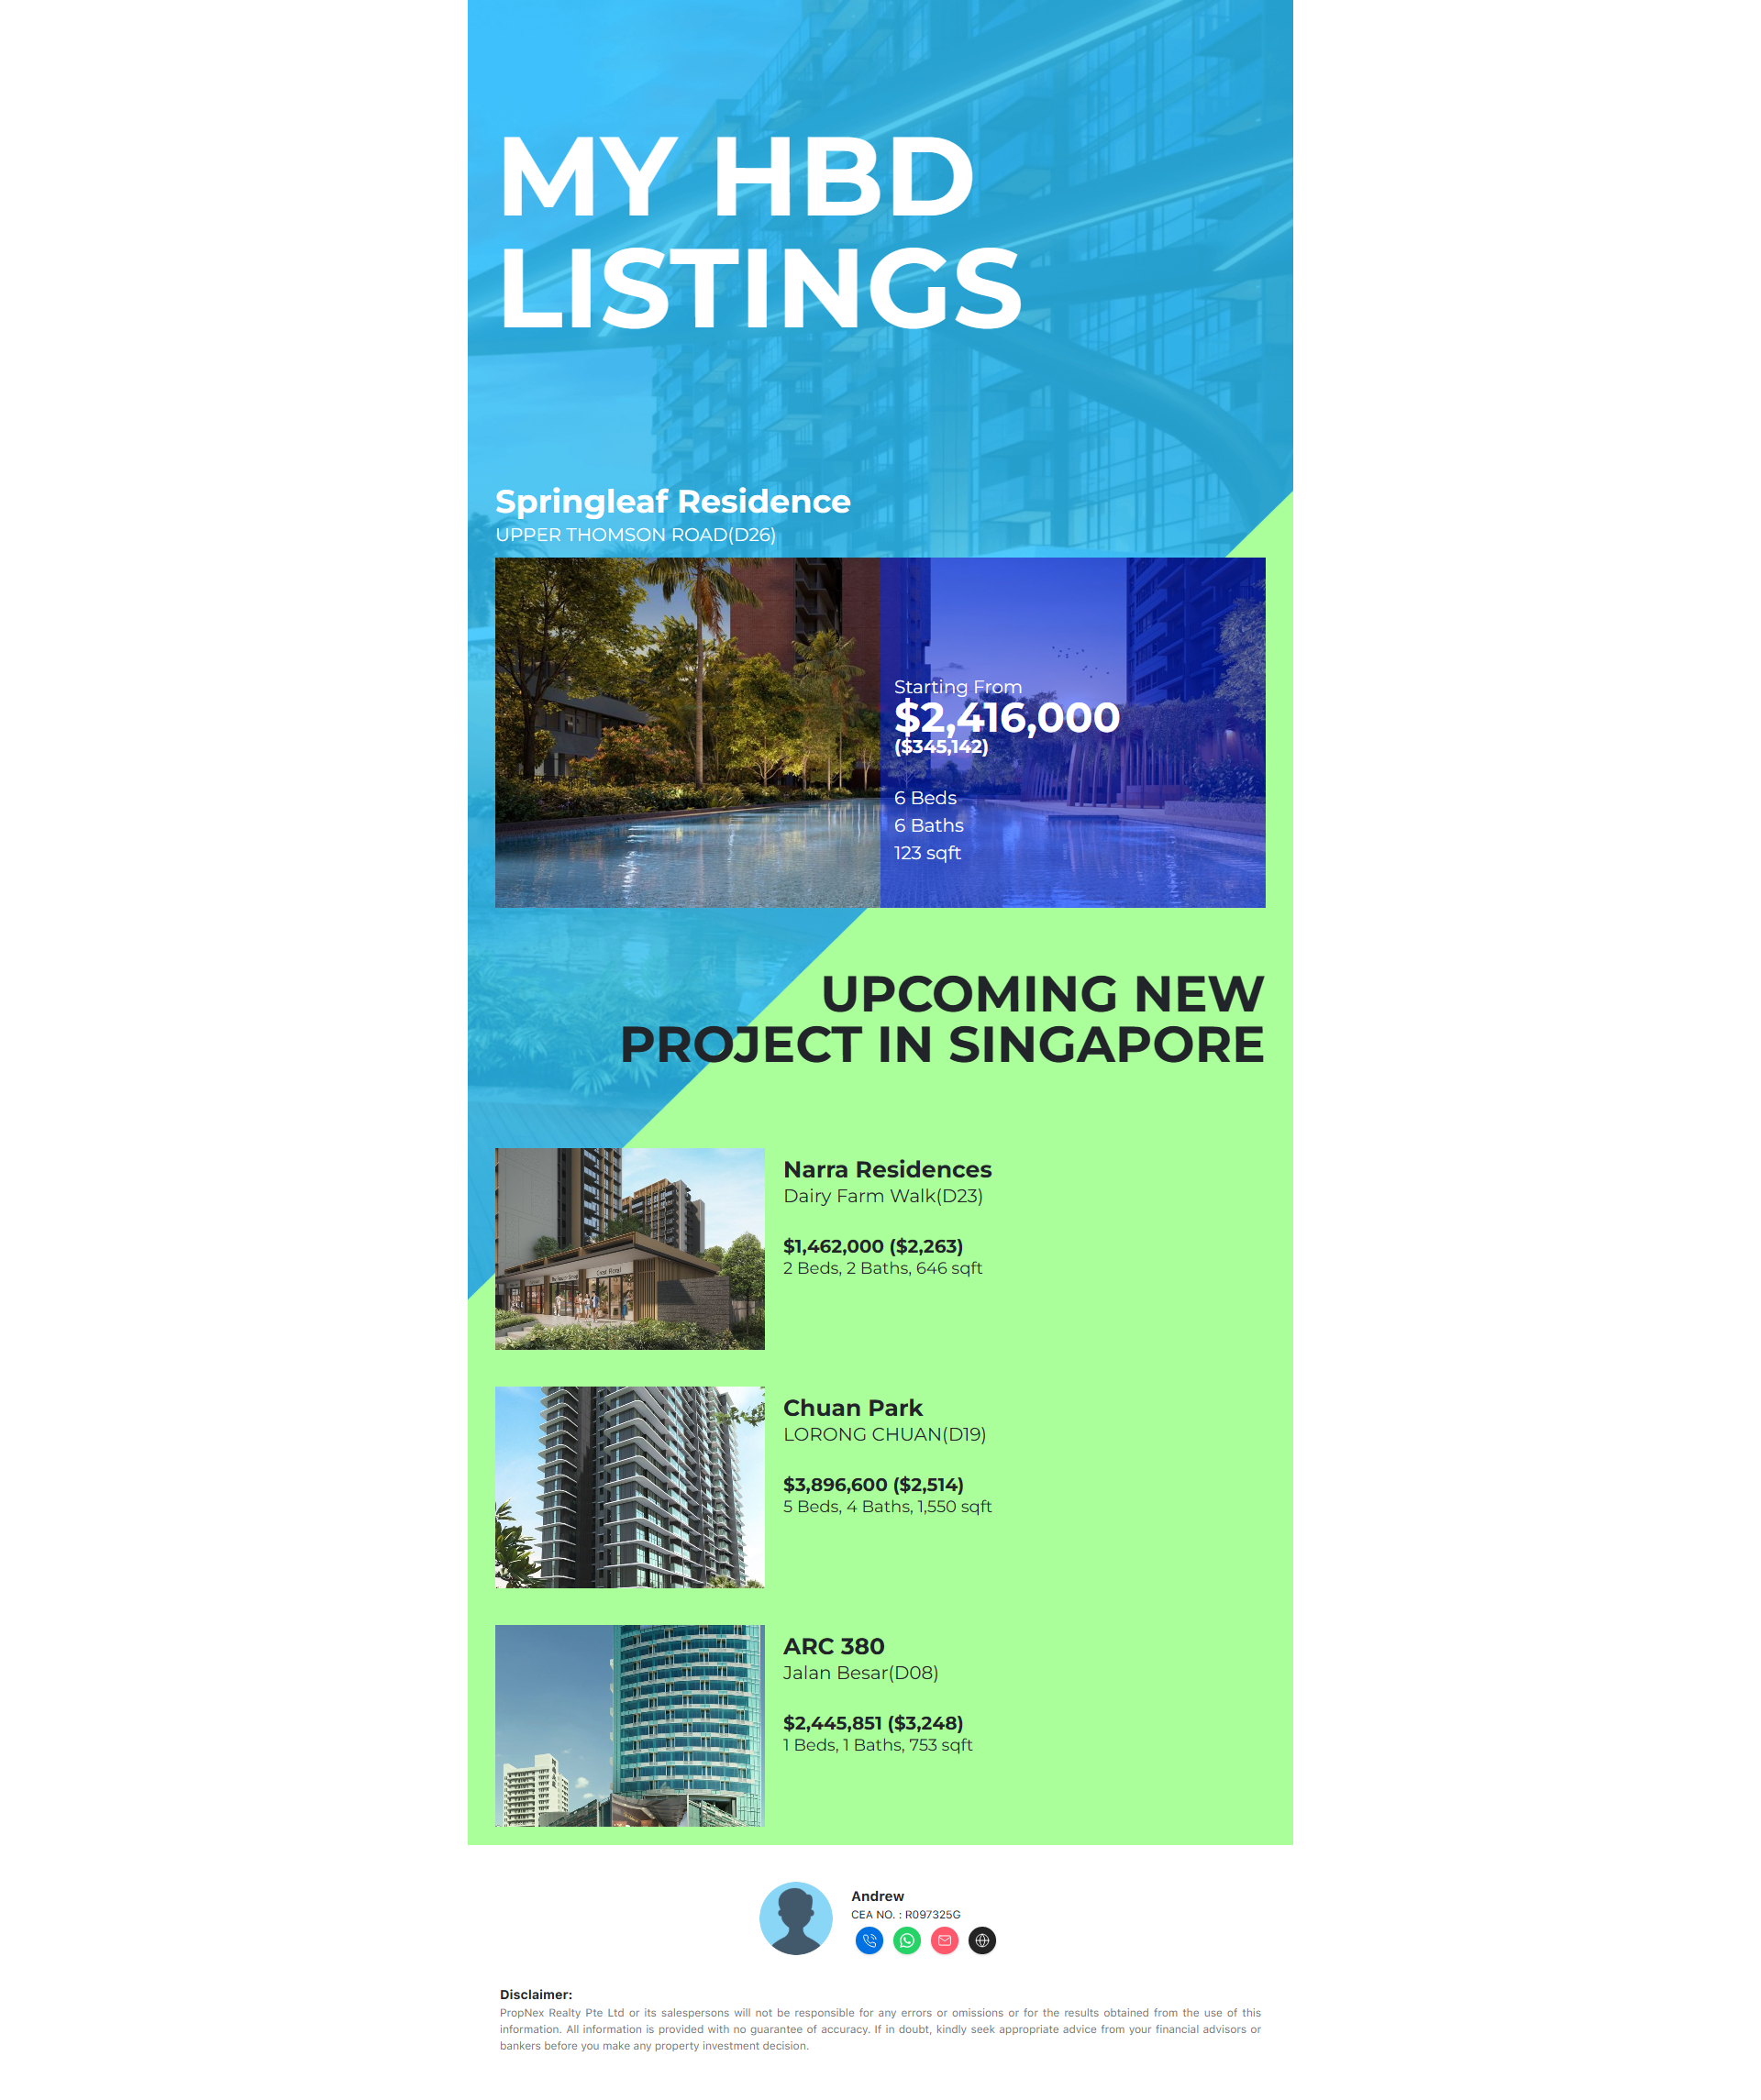 MY HBD
LISTINGS
Springleaf Residence
UPPER THOMSON ROAD(D26)
Starting From
$2,416,000
($345,142)
6 Beds
6 Baths
123 sqft
UPCOMING NEW
PROJECT IN SINGAPORE
Narra Residences
Dairy Farm Walk(D23)
$1,462,000 ($2,263)
2 Beds, 2 Baths, 646 sqft
Chuan Park
LORONG CHUAN(D19)
$3,896,600 ($2,514)
5 Beds, 4 Baths, 1,550 sqft
ARC 380
Jalan Besar(D08)
$2,445,851 ($3,248)
1 Beds, 1 Baths, 753 sqft
Andrew
CEA NO. : R097325G
Disclaimer:
PropNex Realty Pte Ltd or its salespersons will not be responsible for any errors or omissions or for the results obtained from the use of this
information. All information is provided with no guarantee of accuracy. If in doubt, kindly seek appropriate advice from your financial advisors or
bankers before you make any property investment decision.